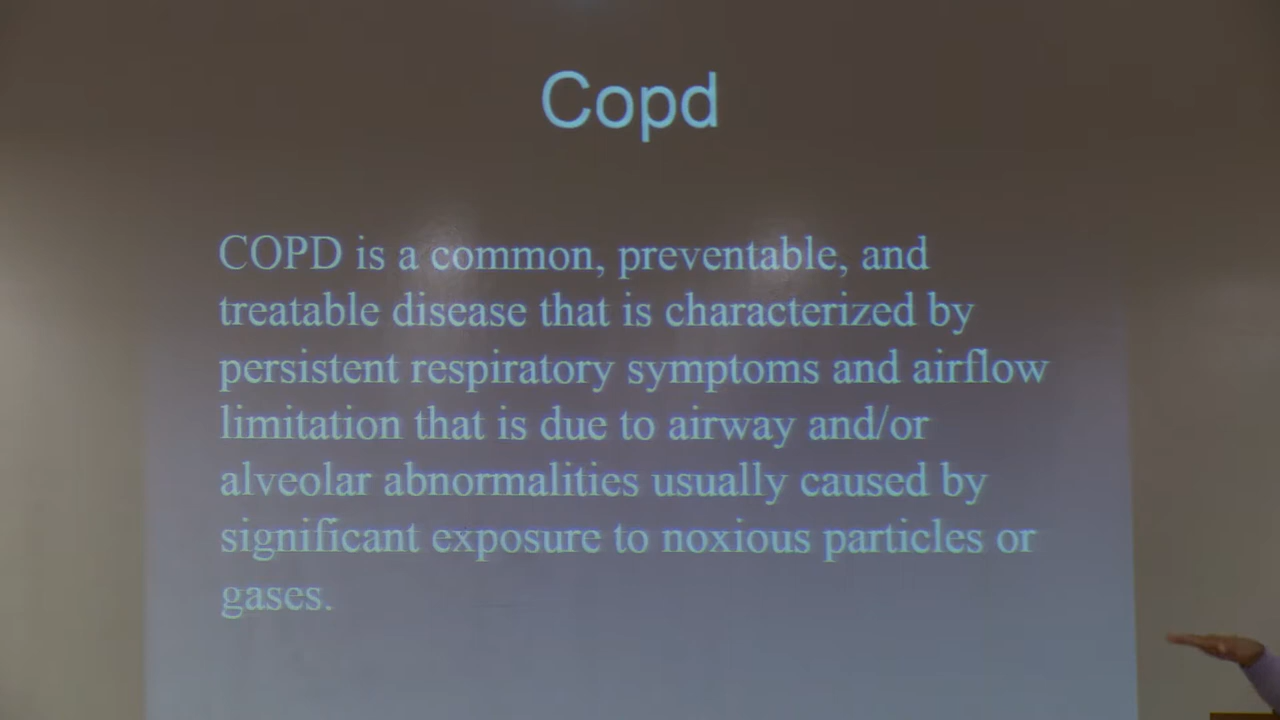 Copd
COPD is a common, preventable, and
treatable disease that is characterized by
persistent respiratory symptoms and airflow
limitation that is due to airway and/or
alveolar abnormalities usually caused by
significant exposure to noxious particles or
gases.